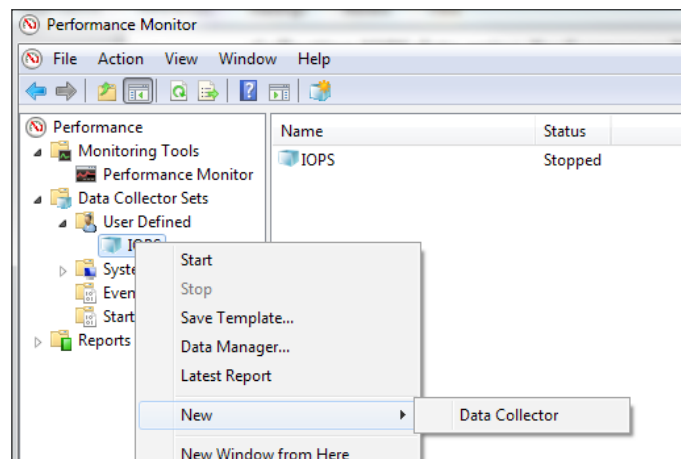 Performance Monitor
File Action View Window Help
Performance
Monitoring Tools
Performance Monitor
Data Collector Sets
User Defined
IOPS
Reports
Name Status
IOPS Stopped
Start
Stop
Save Template...
Data Manager...
Latest Report
New
Data Collector
New Window from Here